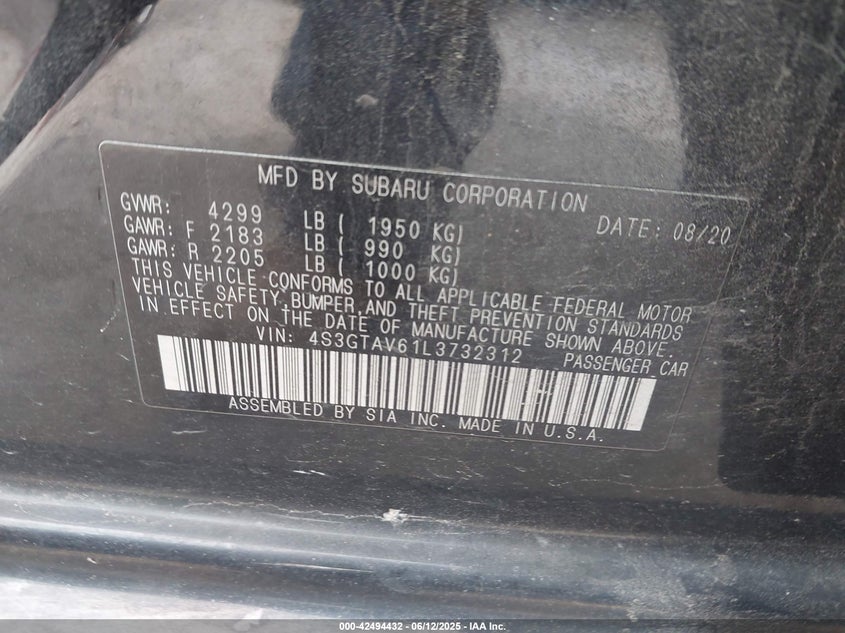 MFD BY SUBARU CORPORATION
GVWR: 4299 LB ( 1950 KG) DATE: 08/20
GAWR: F 2183 LB ( 990 KG)
GAWR: R 2205 LB ( 1000 KG)
THIS VEHICLE CONFORMS TO ALL APPLICABLE FEDERAL MOTOR
VEHICLE SAFETY, BUMPER, AND THEFT PREVENTION STANDARDS
IN EFFECT ON THE DATE OF MANUFACTURE SHOWN ABOVE.
VIN: 4S3GTAV61L3732312 PASSENGER CAR
ASSEMBLED BY SIA INC. MADE IN U.S.A.
000-42494432 - 06/12/2025 - IAA Inc.